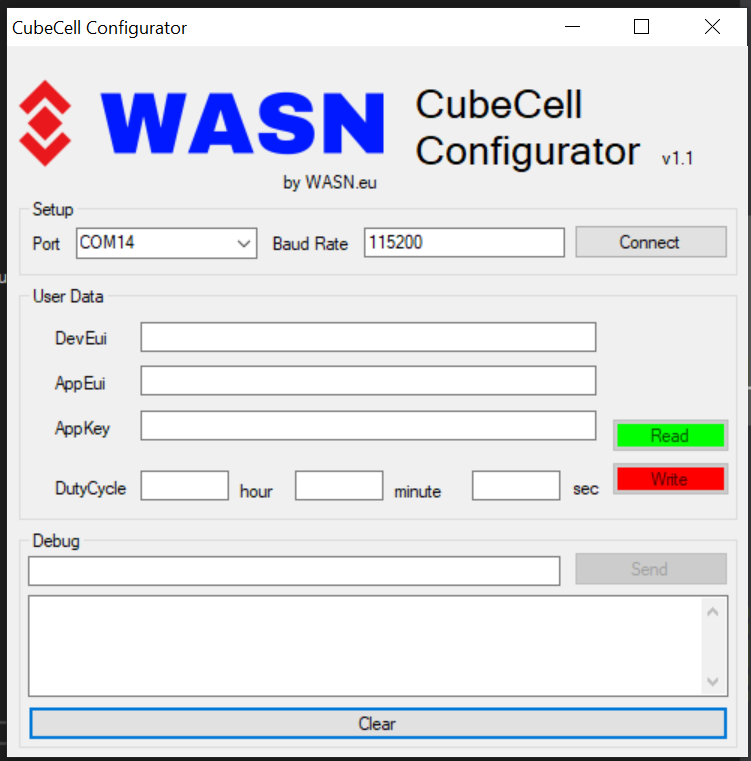 CubeCell Configurator
WASN
CubeCell
Configurator v1.1
by WASN.eu
Setup
Port COM14 Baud Rate 115200 Connect
User Data
DevEui
AppEui
AppKey
Read
DutyCycle hour minute sec Write
Debug
Send
Clear